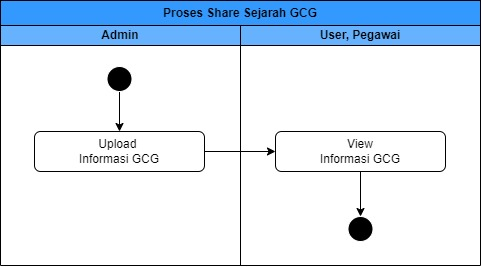 Proses Share Sejarah GCG
Admin
User, Pegawai
Upload
Informasi GCG
View
Informasi GCG